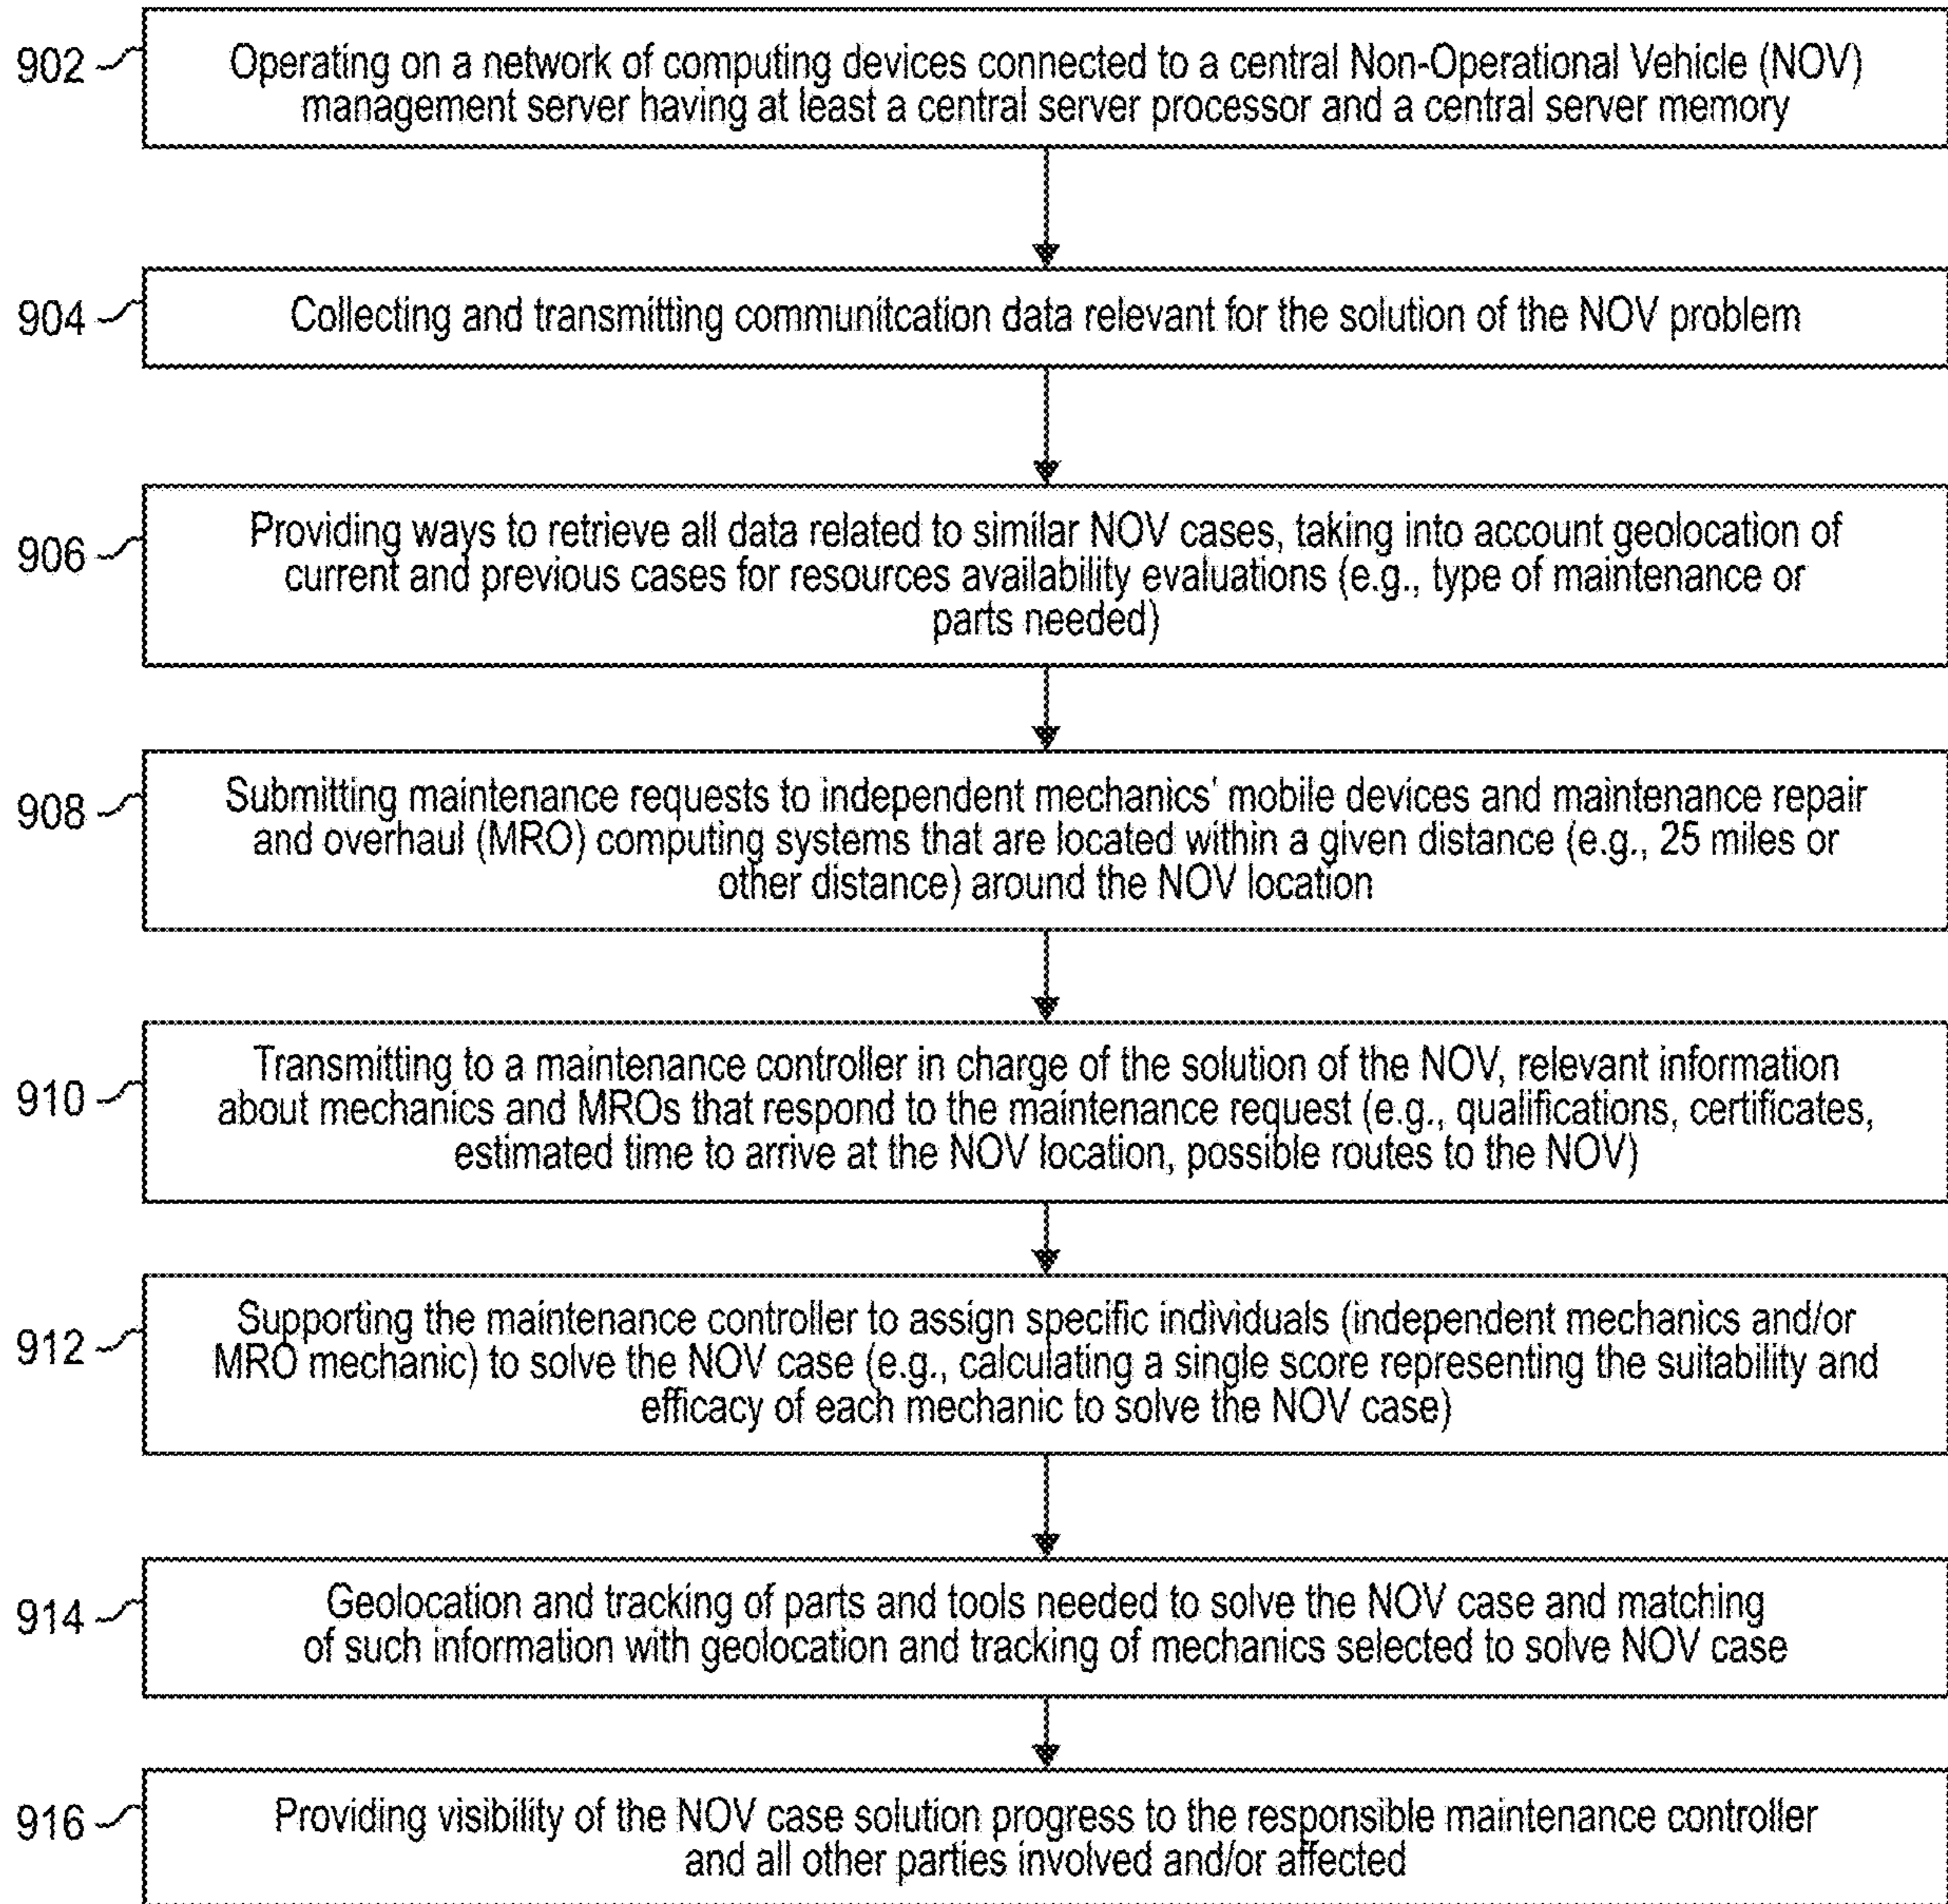 902
Operating on a network of computing devices connected to a central Non-Operational Vehicle (NOV)
management server having at least a central server processor and a central server memory
904
Collecting and transmitting communitcation data relevant for the solution of the NOV problem
906
Providing ways to retrieve all data related to similar NOV cases, taking into account geolocation of
current and previous cases for resources availability evaluations (e.g., type of maintenance or
parts needed)
908
Submitting maintenance requests to independent mechanics' mobile devices and maintenance repair
and overhaul (MRO) computing systems that are located within a given distance (e.g., 25 miles or
other distance) around the NOV location
910
Transmitting to a maintenance controller in charge of the solution of the NOV, relevant information
about mechanics and MROs that respond to the maintenance request (e.g., qualifications, certificates,
estimated time to arrive at the NOV location, possible routes to the NOV)
912
Supporting the maintenance controller to assign specific individuals (independent mechanics and/or
MRO mechanic) to solve the NOV case (e.g., calculating a single score representing the suitability and
efficacy of each mechanic to solve the NOV case)
914
Geolocation and tracking of parts and tools needed to solve the NOV case and matching
of such information with geolocation and tracking of mechanics selected to solve NOV case
916
Providing visibility of the NOV case solution progress to the responsible maintenance controller
and all other parties involved and/or affected